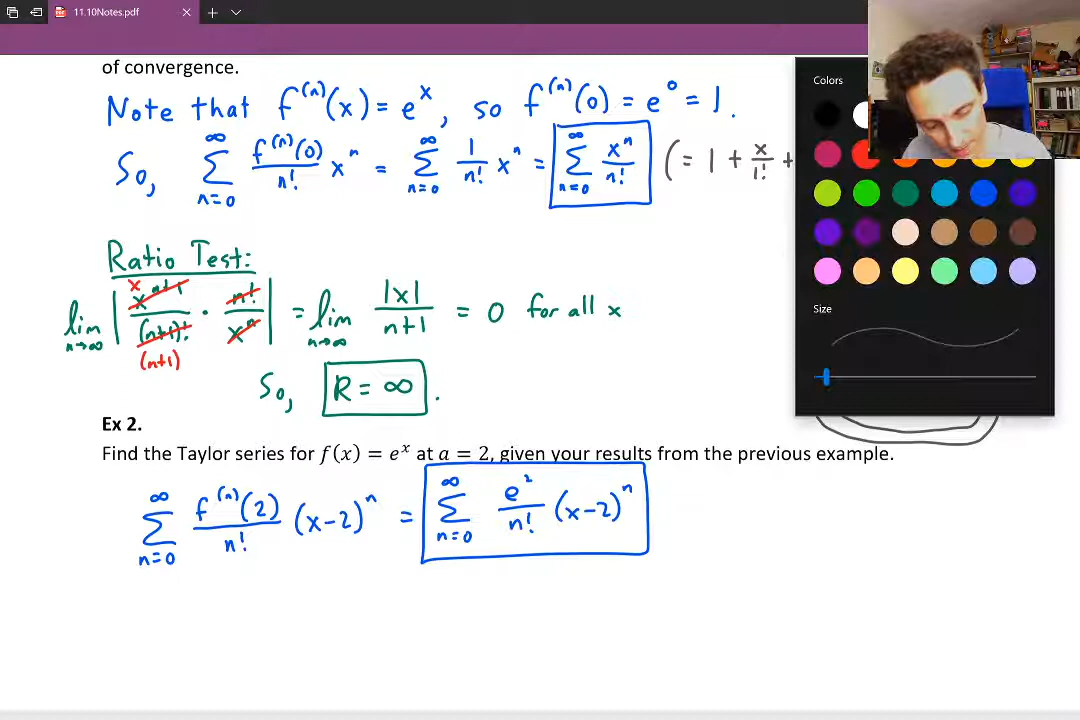 11.10Notes.pdf
of convergence.
Note that f^(n)(x) = e^x, so f^(n)(0) = e^0 = 1.
So, ∞∑n=0 f^(n)(0)/n! x^n = ∞∑n=0 1/n! x^n = ∞∑n=0 x^n/n! (= 1 + x/1! +
Colors
Ratio Test:
lim n→∞ | x^n+1/(n+1)! · n!/x^n | = lim n→∞ |x|/n+1 = 0 for all x
x
(n+1)
Size
So, R = ∞.
Ex 2.
Find the Taylor series for f(x) = e^x at a = 2, given your results from the previous example.
∞∑n=0 f^(n)(2)/n! (x-2)^n = ∞∑n=0 e^2/n! (x-2)^n